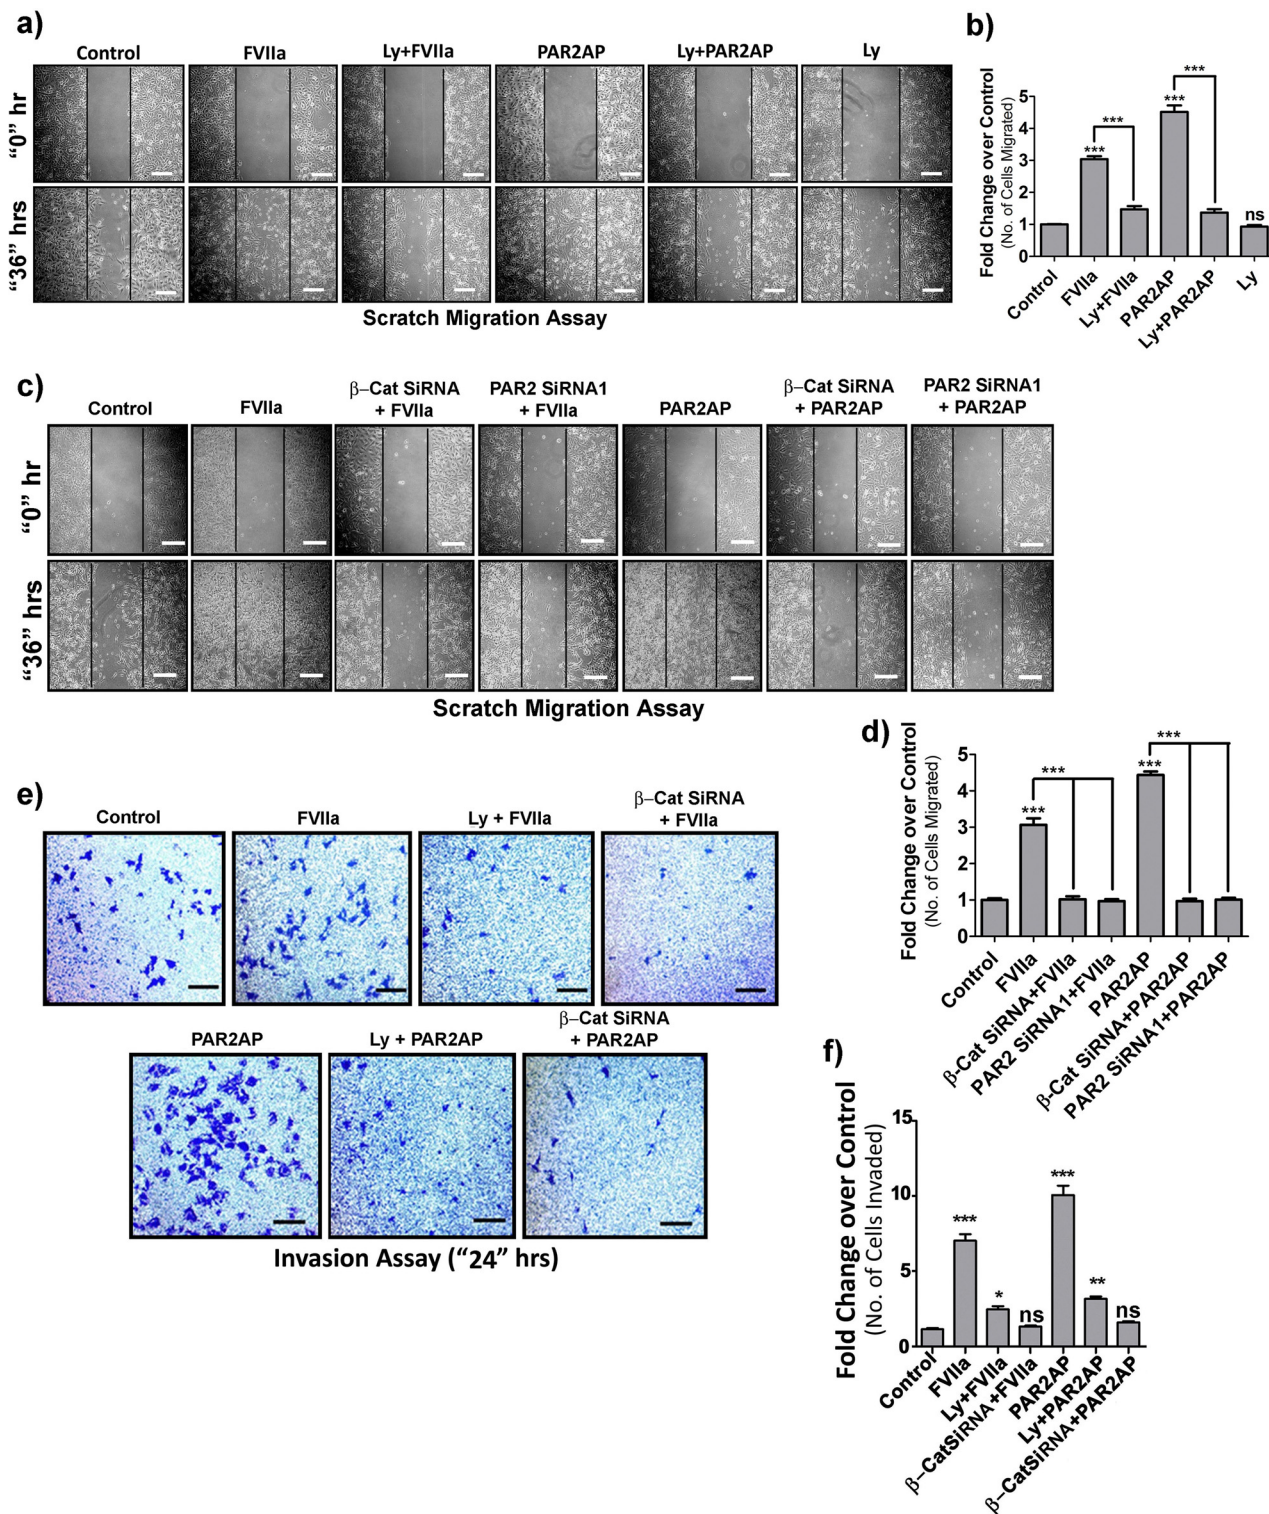 a)
Control
FVIIa
Ly+FVIIa
PAR2AP
Ly+PAR2AP
Ly
“0” hr
“36” hrs
Scratch Migration Assay
b)
Fold Change over Control
(No. of Cells Migrated)
5
4
3
2
1
0
***
***
***
***
ns
Control
FVIIa
Ly+FVIIa
PAR2AP
Ly+PAR2AP
Ly
c)
Control
FVIIa
β–Cat SiRNA
+ FVIIa
PAR2 SiRNA1
+ FVIIa
PAR2AP
β–Cat SiRNA
+ PAR2AP
PAR2 SiRNA1
+ PAR2AP
“0” hr
“36” hrs
Scratch Migration Assay
d)
Fold Change over Control
(No. of Cells Migrated)
5
4
3
2
1
0
***
***
***
***
Control
FVIIa
β-Cat SiRNA+FVIIa
PAR2 SiRNA1+FVIIa
PAR2AP
β-Cat SiRNA+PAR2AP
PAR2 SiRNA1+PAR2AP
e)
Control
FVIIa
Ly + FVIIa
β–Cat SiRNA
+ FVIIa
PAR2AP
Ly + PAR2AP
β–Cat SiRNA
+ PAR2AP
Invasion Assay (“24” hrs)
f)
Fold Change over Control
(No. of Cells Invaded)
15
10
5
0
***
*
ns
***
**
ns
Control
FVIIa
Ly+FVIIa
β–CatSiRNA+FVIIa
PAR2AP
Ly+PAR2AP
β–CatSiRNA+PAR2AP